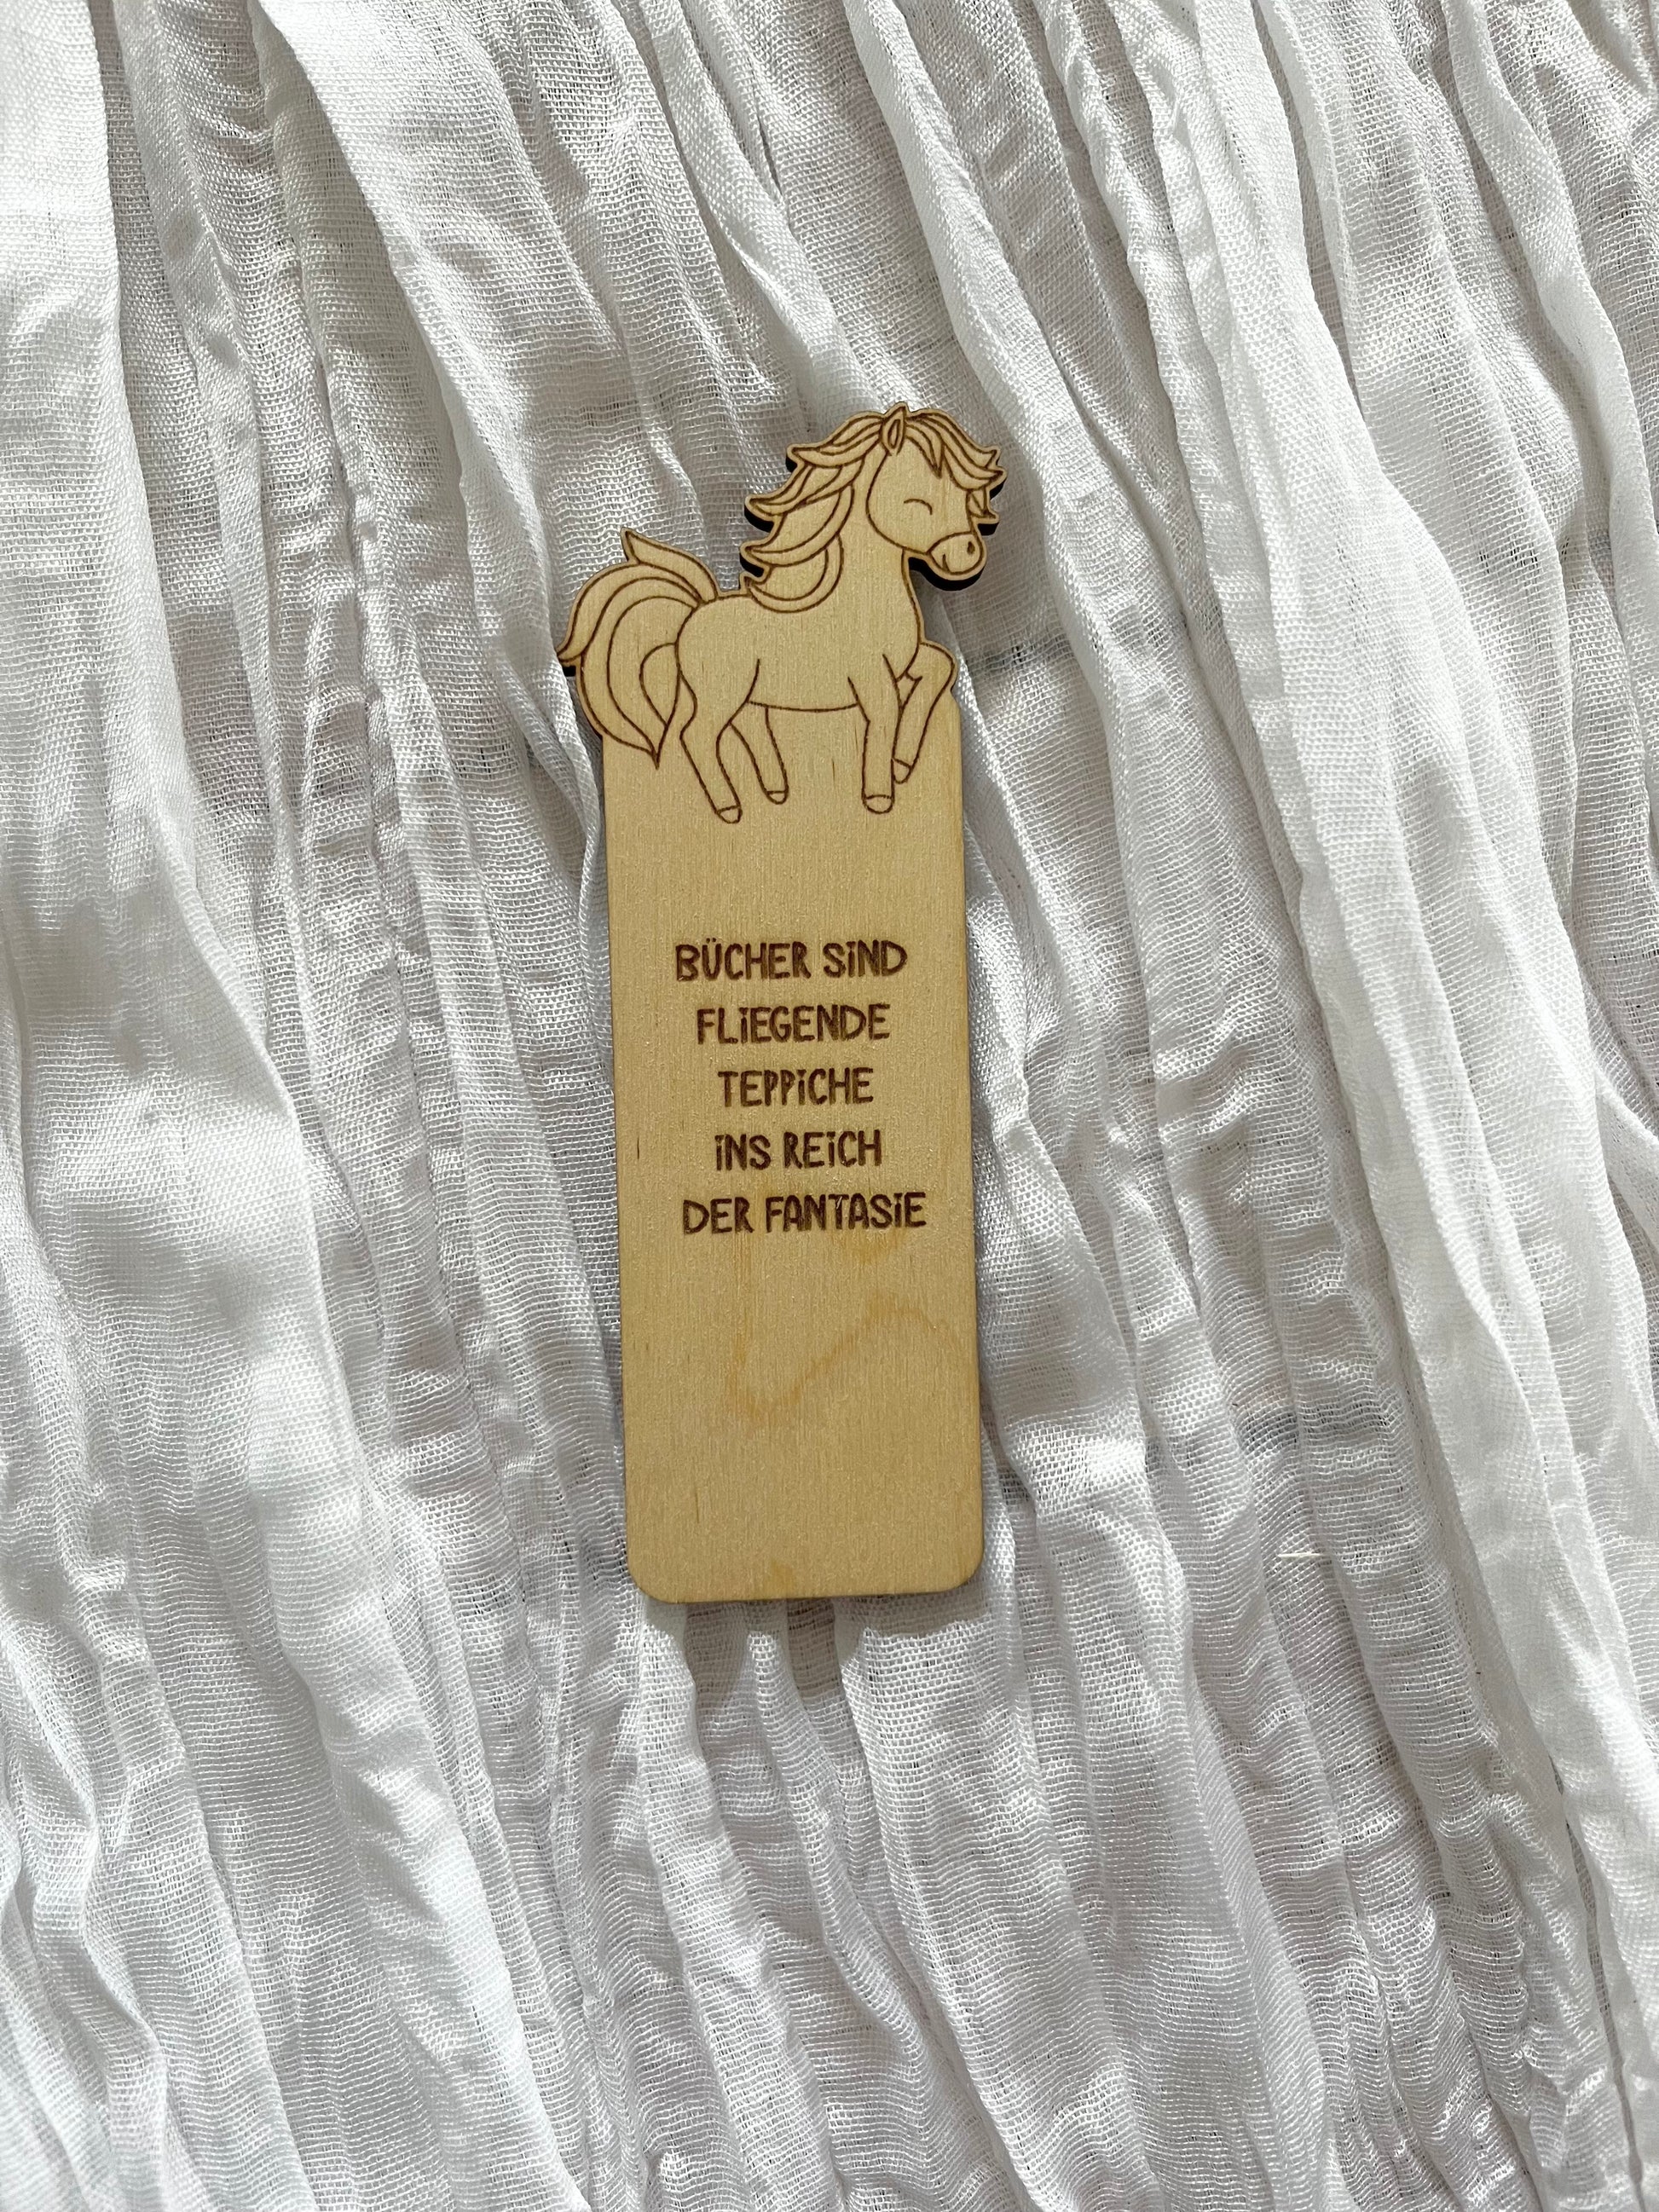 BÜCHER SiND
FLiEGENDE
TEPPiCHE
iNS REiCH
DER FANTASiE